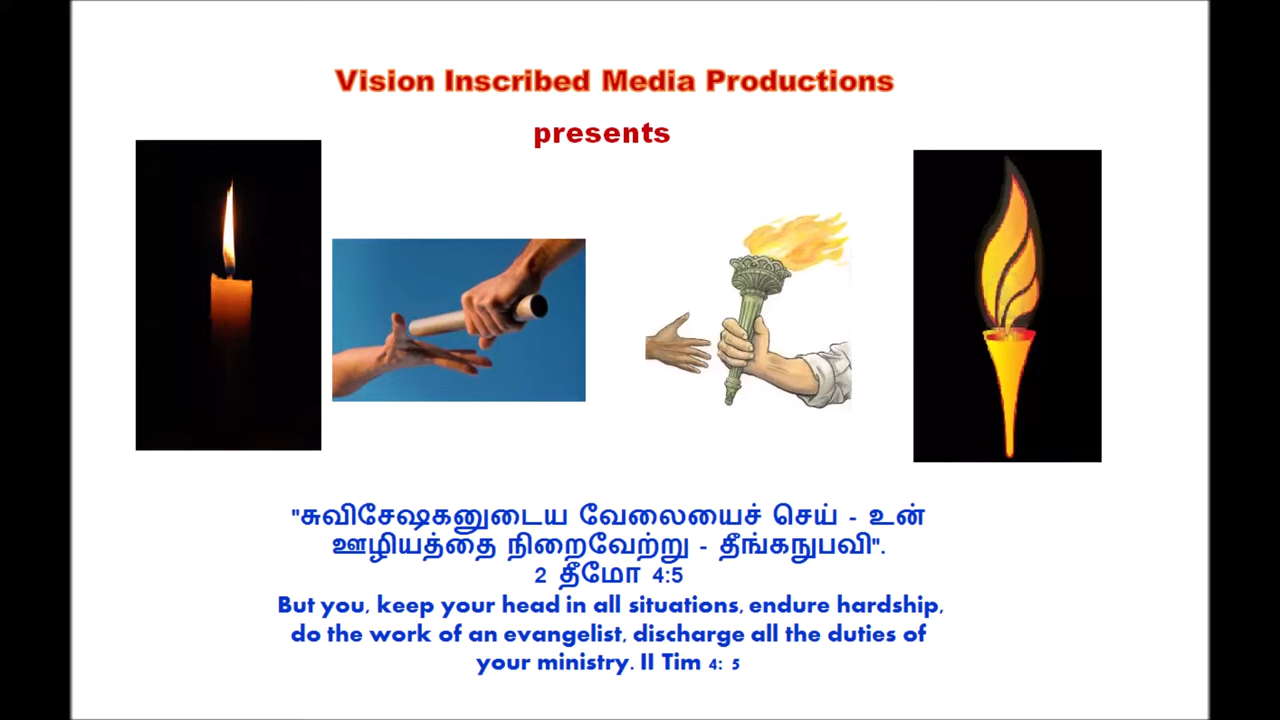 Vision Inscribed Media Productions
presents
"சுவிசேஷகனுடைய வேலையைச் செய் - உன்
ஊழியத்தை நிறைவேற்று - தீங்கநுபவி".
2 தீமோ 4:5
But you, keep your head in all situations, endure hardship,
do the work of an evangelist, discharge all the duties of
your ministry. II Tim 4: 5